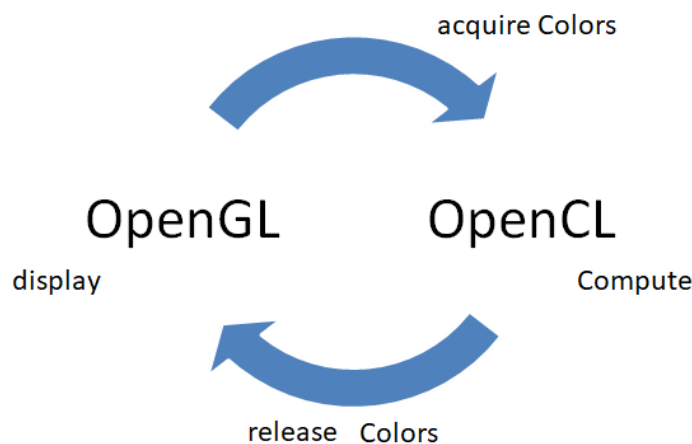 acquire Colors
OpenGL OpenCL
display Compute
release Colors